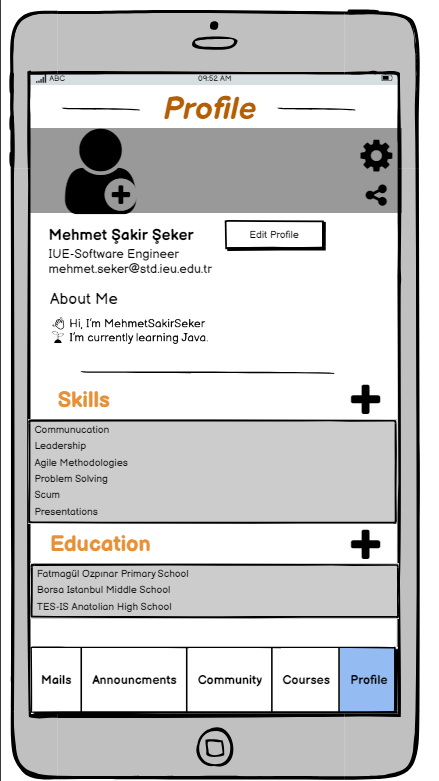 ABC 09:52 AM
Profile
Mehmet Şakir Şeker
Edit Profile
IUE-Software Engineer
mehmet.seker@std.ieu.edu.tr
About Me
Hi, I'm MehmetSakirSeker
I'm currently learning Java.
Skills
Communucation
Leadership
Agile Methodologies
Problem Solving
Scum
Presentations
Education
Fatmagül Ozpınar Primary School
Borsa Istanbul Middle School
TES-IS Anatolian High School
Mails Announcments Community Courses Profile